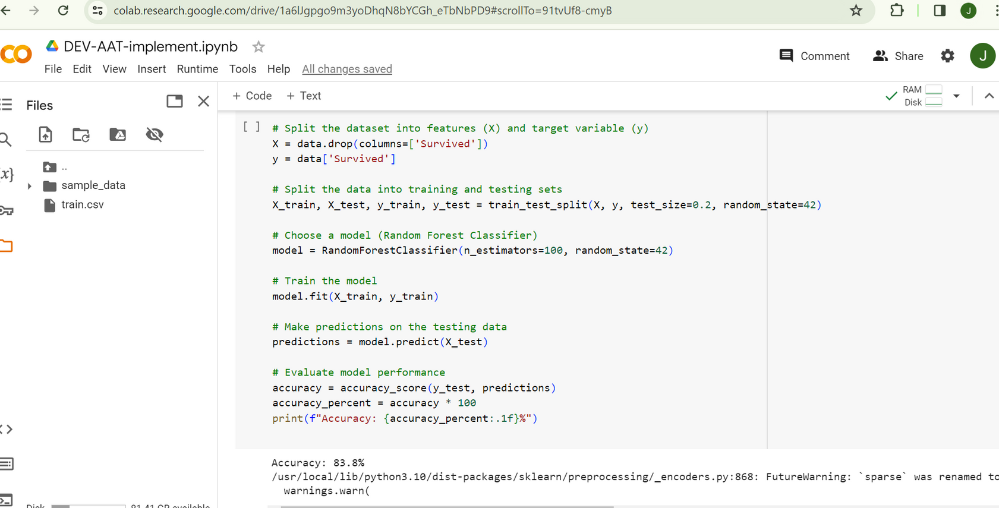 colab.research.google.com/drive/1a6lJgpgo9m3yoDhqN8bYCGh_eTbNbPD9#scrollTo=91tvUf8-cmyB
J
CO
DEV-AAT-implement.ipynb
Comment
Share
J
File Edit View Insert Runtime Tools Help All changes saved
Files
+ Code + Text
RAM
Disk
{x}
..
sample_data
train.csv
[ ] # Split the dataset into features (X) and target variable (y)
X = data.drop(columns=['Survived'])
y = data['Survived']
# Split the data into training and testing sets
X_train, X_test, y_train, y_test = train_test_split(X, y, test_size=0.2, random_state=42)
# Choose a model (Random Forest Classifier)
model = RandomForestClassifier(n_estimators=100, random_state=42)
# Train the model
model.fit(X_train, y_train)
# Make predictions on the testing data
predictions = model.predict(X_test)
# Evaluate model performance
accuracy = accuracy_score(y_test, predictions)
accuracy_percent = accuracy * 100
print(f"Accuracy: {accuracy_percent:.1f}%")
Accuracy: 83.8%
/usr/local/lib/python3.10/dist-packages/sklearn/preprocessing/_encoders.py:868: FutureWarning: `sparse` was renamed to
warnings.warn(
Disk 81.41 GB available